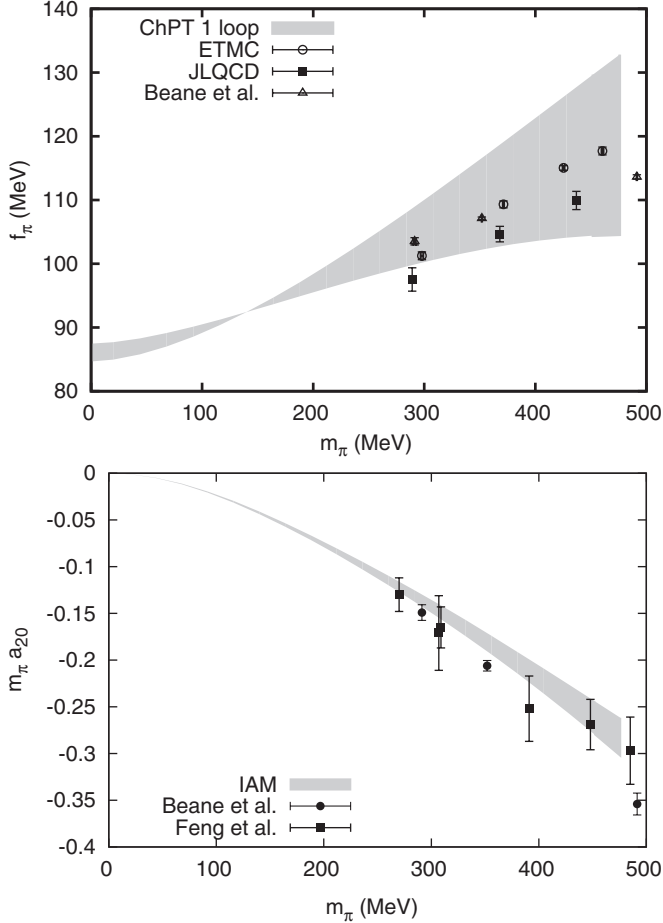 140
130
120
110
100
90
80
f_π (MeV)
ChPT 1 loop
ETMC
JLQCD
Beane et al.
0 100 200 300 400 500
m_π (MeV)
0
-0.05
-0.1
-0.15
-0.2
-0.25
-0.3
-0.35
-0.4
m_π a_20
IAM
Beane et al.
Feng et al.
0 100 200 300 400 500
m_π (MeV)